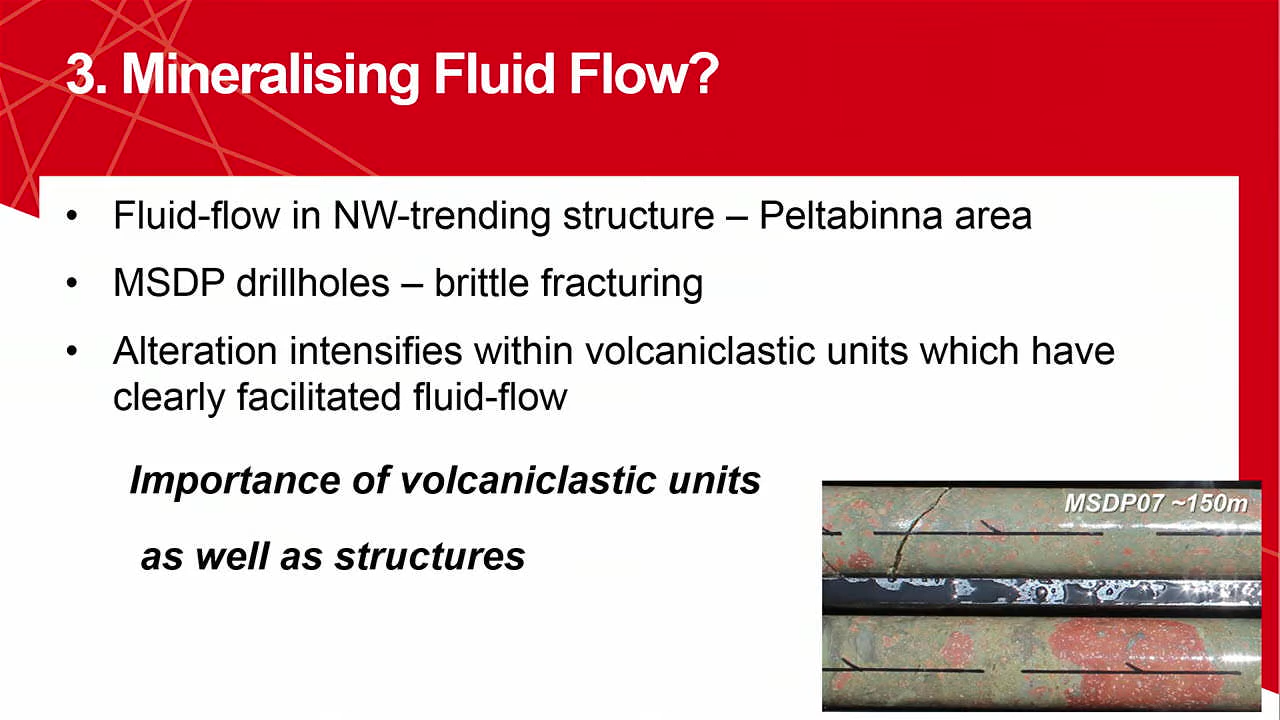 3. Mineralising Fluid Flow?
• Fluid-flow in NW-trending structure – Peltabinna area
• MSDP drillholes – brittle fracturing
• Alteration intensifies within volcaniclastic units which have
clearly facilitated fluid-flow
Importance of volcaniclastic units
as well as structures
MSDP07 ~150m